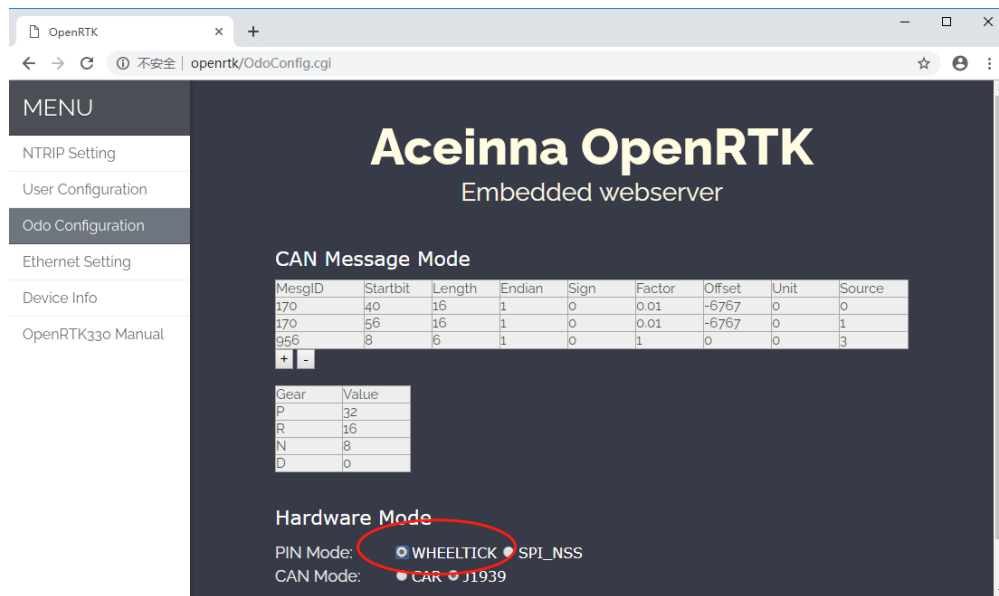 OpenRTK
不安全 | openrtk/OdoConfig.cgi
MENU
NTRIP Setting
User Configuration
Odo Configuration
Ethernet Setting
Device Info
OpenRTK330 Manual
Aceinna OpenRTK
Embedded webserver
CAN Message Mode
MesgID Startbit Length Endian Sign Factor Offset Unit Source
170 40 16 1 0 0.01 -6767 0 0
170 56 16 1 0 0.01 -6767 0 1
956 8 6 1 0 1 0 0 3
+ -
Gear Value
P 32
R 16
N 8
D 0
Hardware Mode
PIN Mode: WHEELTICK SPI_NSS
CAN Mode: CAR J1939